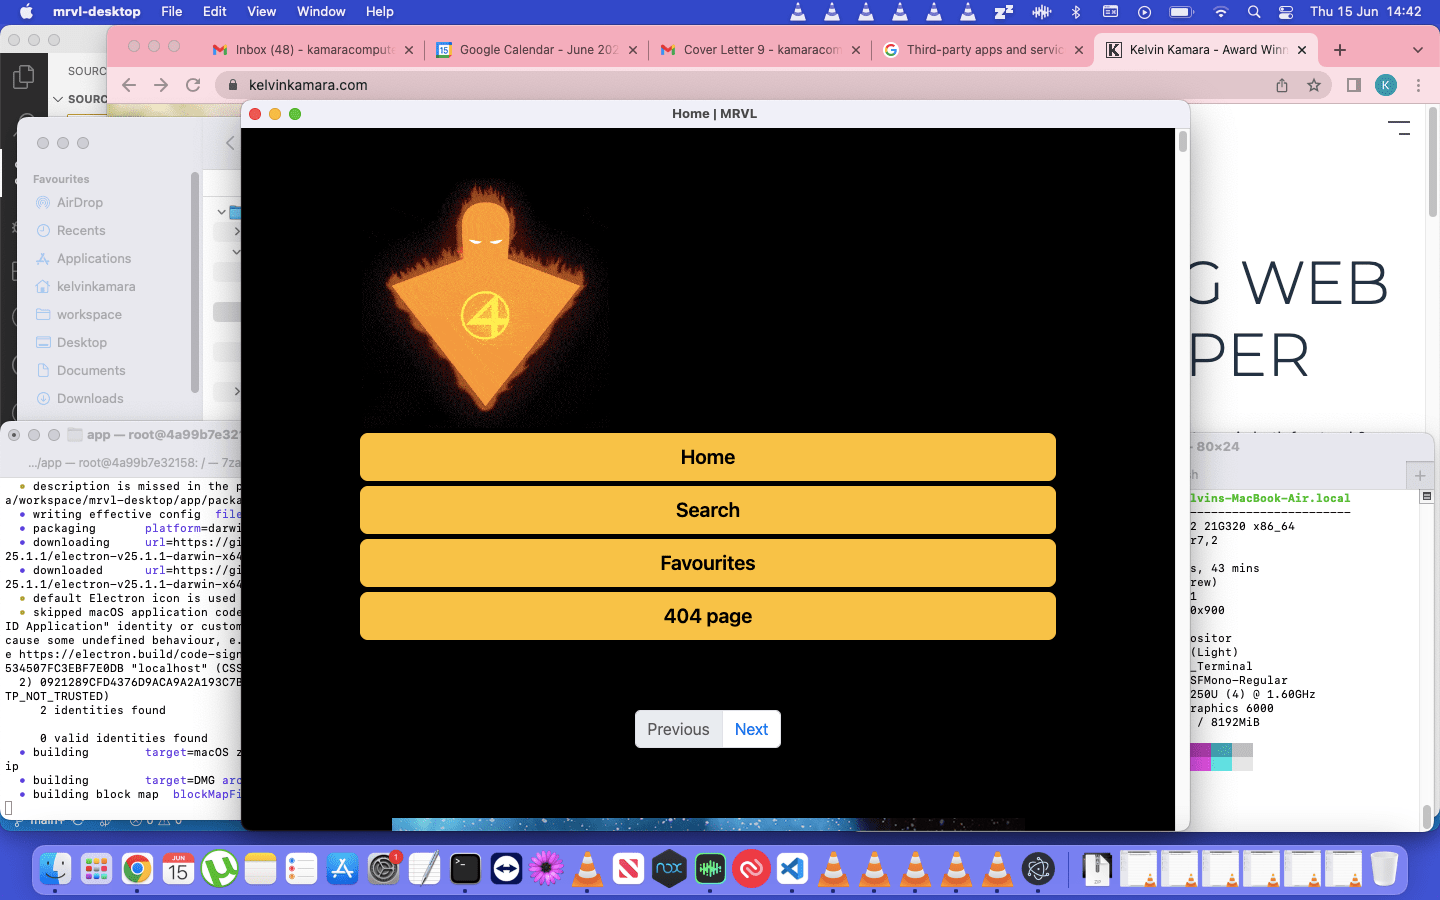 mrvl-desktop File Edit View Window Help Thu 15 Jun 14:42
Inbox (48) - kamaracompute Google Calendar - June 202 Cover Letter 9 - kamaracom Third-party apps and servic Kelvin Kamara - Award Winn
kelvinkamara.com K
SOURC
SOURC
Home | MRVL
Favourites
AirDrop
Recents
Applications
kelvinkamara
workspace
Desktop
Documents
Downloads
G WEB
PER
4
Home
Search
Favourites
404 page
Previous Next
app — root@4a99b7e321
.../app — root@4a99b7e32158: / — 7za
description is missed in the p
a/workspace/mrvl-desktop/app/packa
• writing effective config file
• packaging platform=darwi
• downloading url=https://gi
25.1.1/electron-v25.1.1-darwin-x64
• downloaded url=https://gi
25.1.1/electron-v25.1.1-darwin-x64
• default Electron icon is used
• skipped macOS application code
ID Application" identity or custom
cause some undefined behaviour, e.
e https://electron.build/code-sign
534507FC3EBF7E0DB "localhost" (CSS
2) 0921289CFD4376D9ACA9A2A193C7B
TP_NOT_TRUSTED)
2 identities found
0 valid identities found
• building target=macOS z
ip
• building target=DMG arc
• building block map blockMapFi
main+ 0 0
— 80×24
sh
lvins-MacBook-Air.local
-----------------------
2 21G320 x86_64
r7,2
s, 43 mins
rew)
1
0x900
ositor
(Light)
_Terminal
SFMono-Regular
250U (4) @ 1.60GHz
raphics 6000
/ 8192MiB
JUN
15
1
nox
ZIP